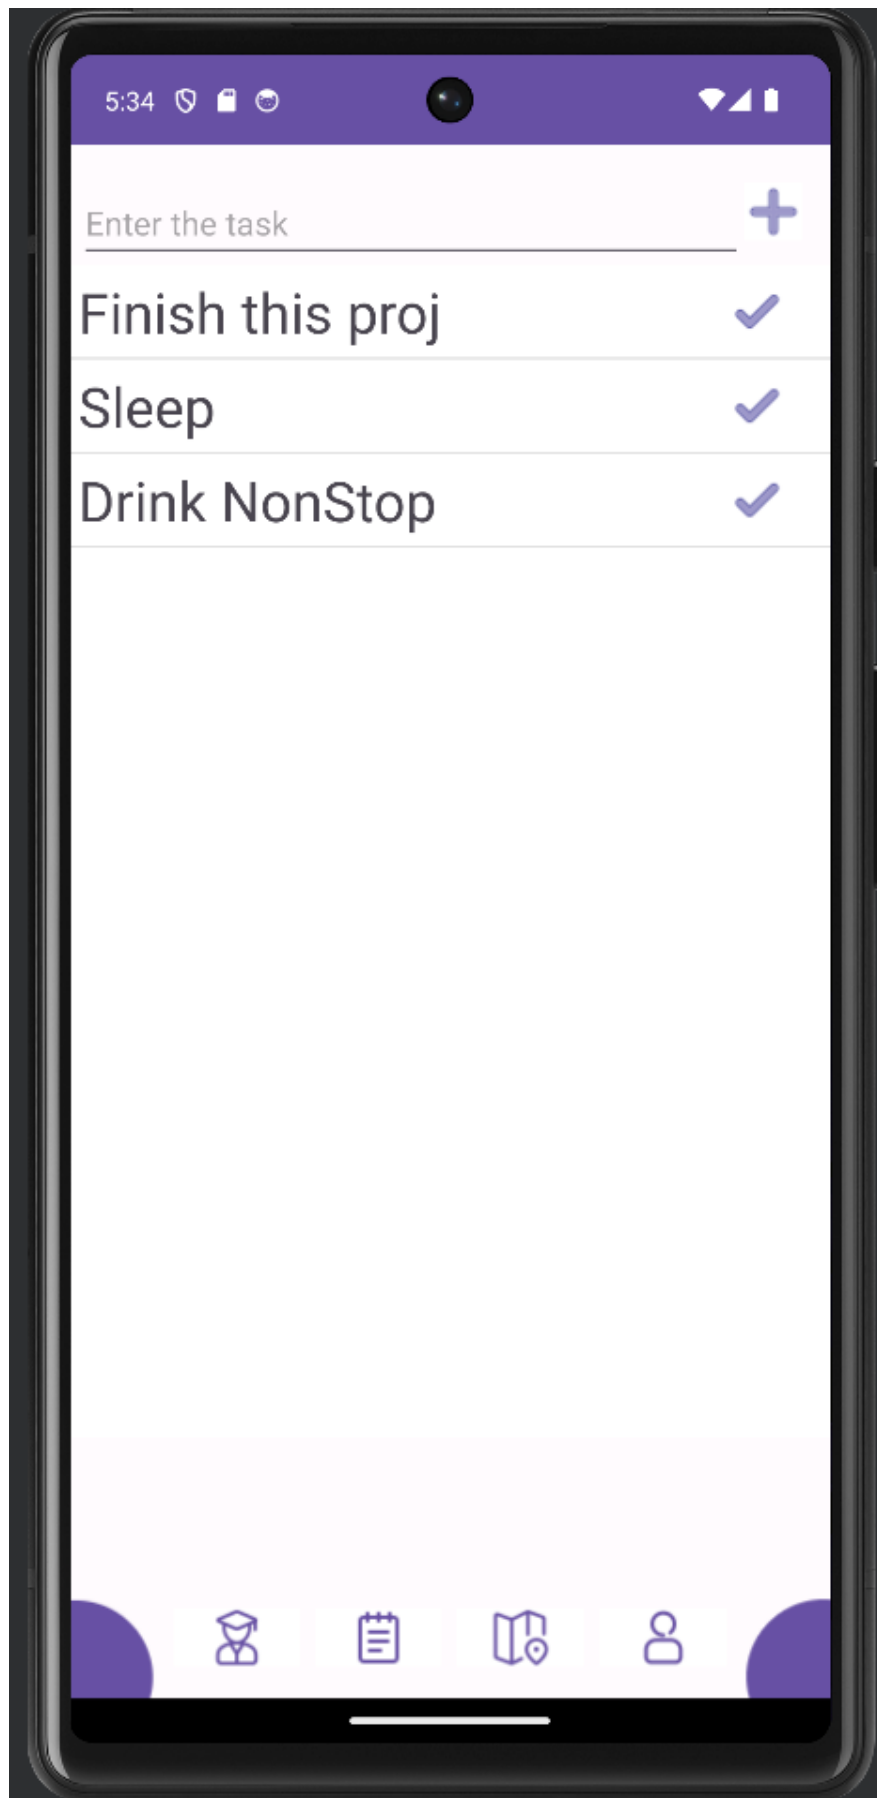 5:34
Enter the task
Finish this proj
Sleep
Drink NonStop